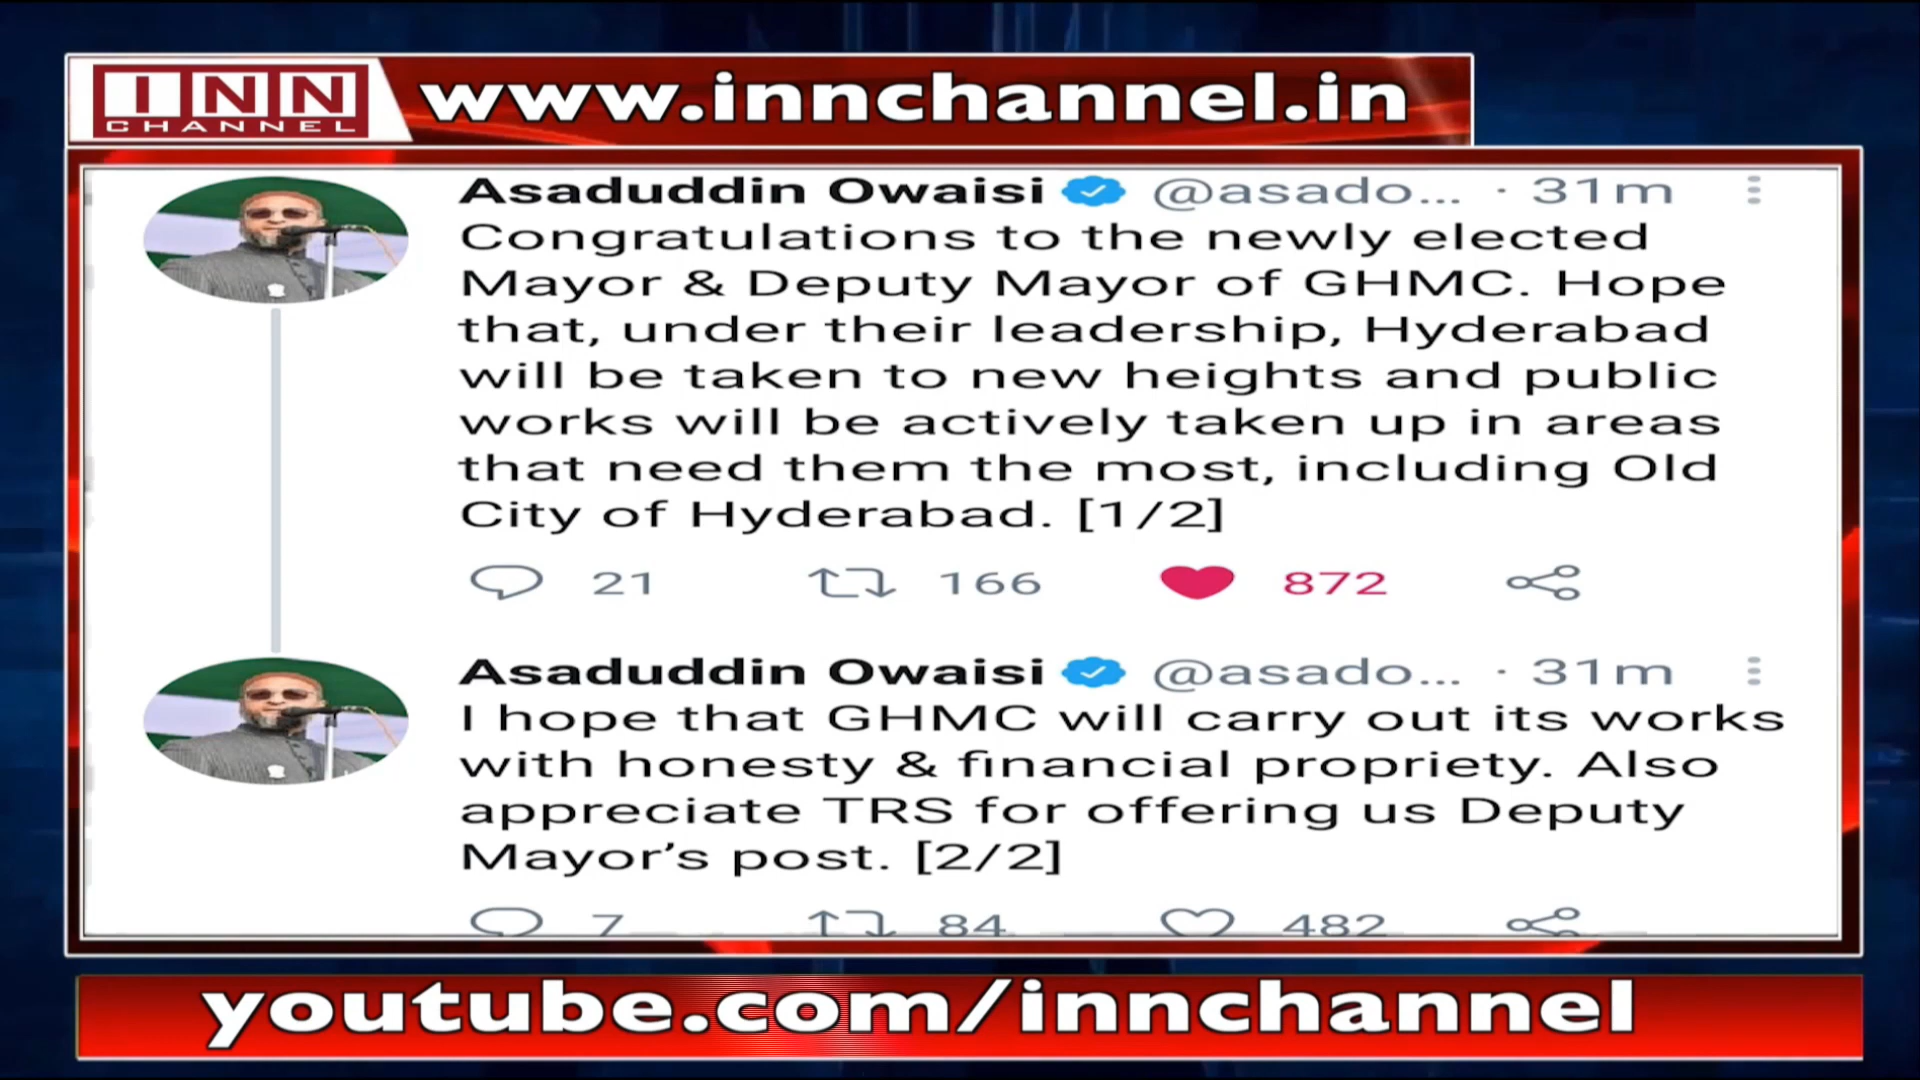 INN
CHANNEL
www.innchannel.in
Asaduddin Owaisi @asado... · 31m
Congratulations to the newly elected
Mayor & Deputy Mayor of GHMC. Hope
that, under their leadership, Hyderabad
will be taken to new heights and public
works will be actively taken up in areas
that need them the most, including Old
City of Hyderabad. [1/2]
21 166 872
Asaduddin Owaisi @asado... · 31m
I hope that GHMC will carry out its works
with honesty & financial propriety. Also
appreciate TRS for offering us Deputy
Mayor’s post. [2/2]
7 84 482
youtube.com/innchannel